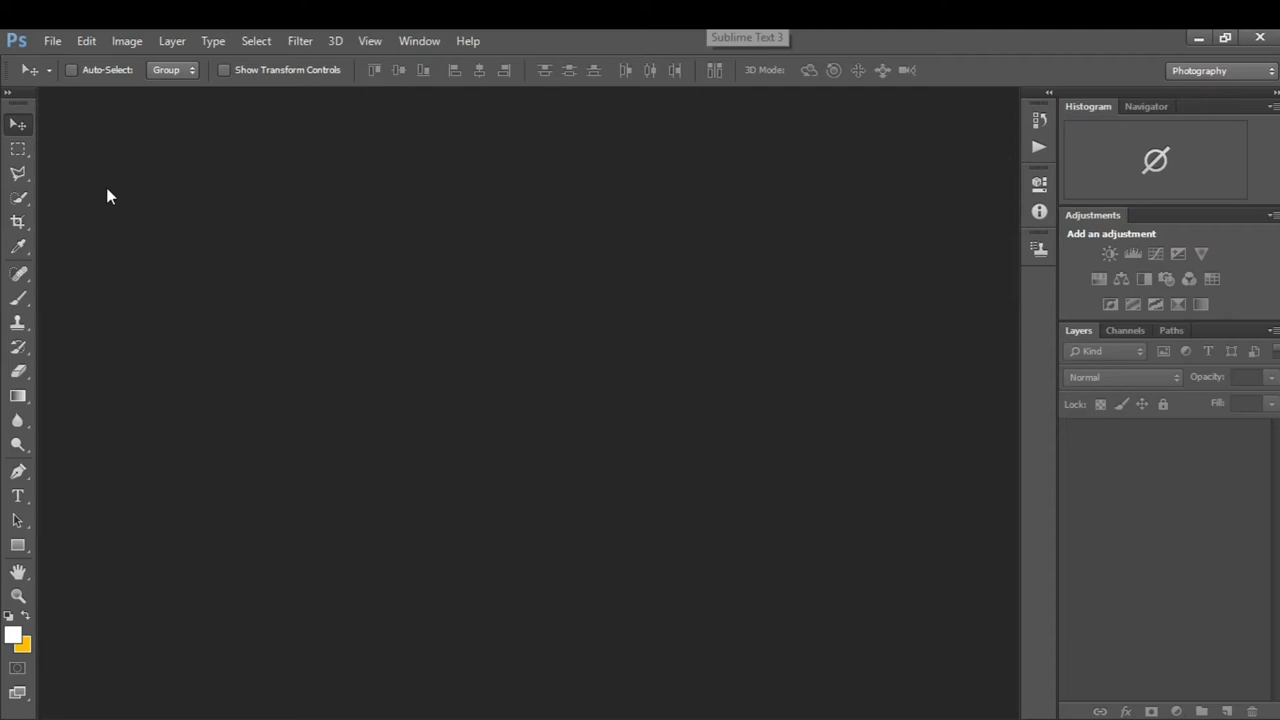 Sublime Text 3
Ps File Edit Image Layer Type Select Filter 3D View Window Help
Auto-Select: Group Show Transform Controls 3D Mode: Photography
Histogram Navigator
Adjustments
Add an adjustment
Layers Channels Paths
Kind
Normal Opacity:
Lock: Fill:
T
fx